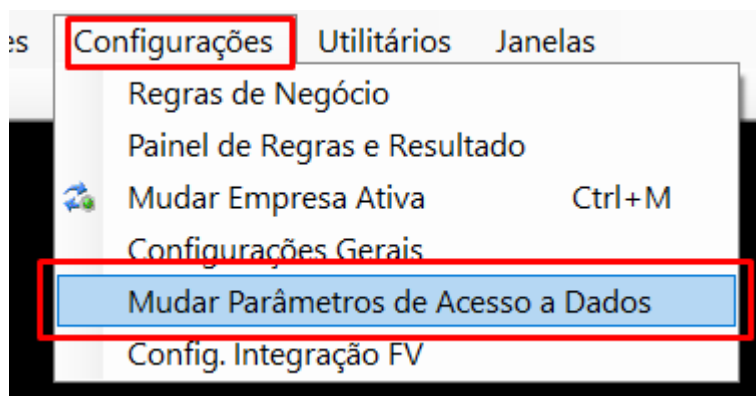 es Configurações Utilitários Janelas
Regras de Negócio
Painel de Regras e Resultado
Mudar Empresa Ativa Ctrl+M
Configurações Gerais
Mudar Parâmetros de Acesso a Dados
Config. Integração FV